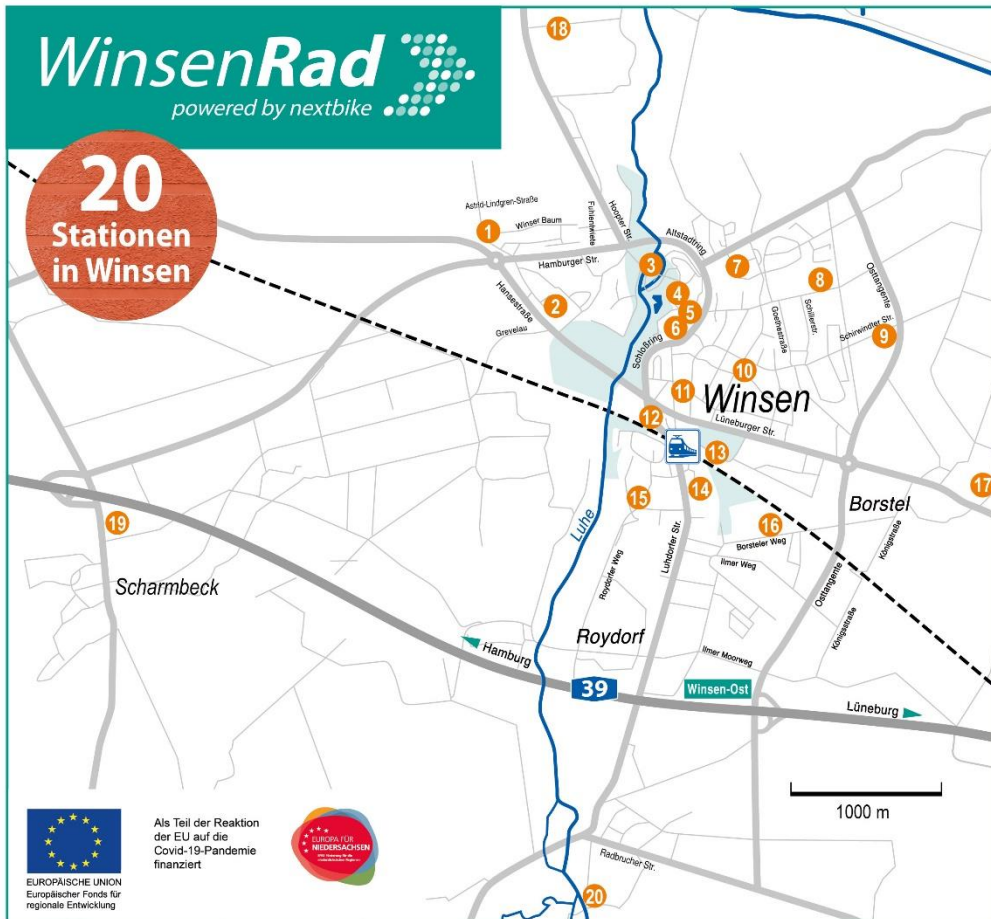 WinsenRad
powered by nextbike
20
Stationen
in Winsen
18
Astrid-Lindgren-Straße
1
Winser Baum
Fuhlentwiete
Hoopter Str.
Altstadtring
Hamburger Str.
3
7
8
Osttangente
Hansestraße
2
4
5
6
Goethestraße
Schillerstr.
Schirwindter Str.
9
Grevelau
Schloßring
10
11
Winsen
12
Lüneburger Str.
13
14
15
17
16
Borstel
19
Luhe
Luhdorfer Str.
Borsteler Weg
Königstraße
Scharmbeck
Roydorfer Weg
Ilmer Weg
Osttangente
Königstraße
Roydorf
Ilmer Moorweg
Hamburg
39
Winsen-Ost
Lüneburg
1000 m
Als Teil der Reaktion
der EU auf die
Covid-19-Pandemie
finanziert
EUROPA FÜR
NIEDERSACHSEN
EUROPÄISCHE UNION
Europäischer Fonds für
regionale Entwicklung
Radbrucher Str.
20